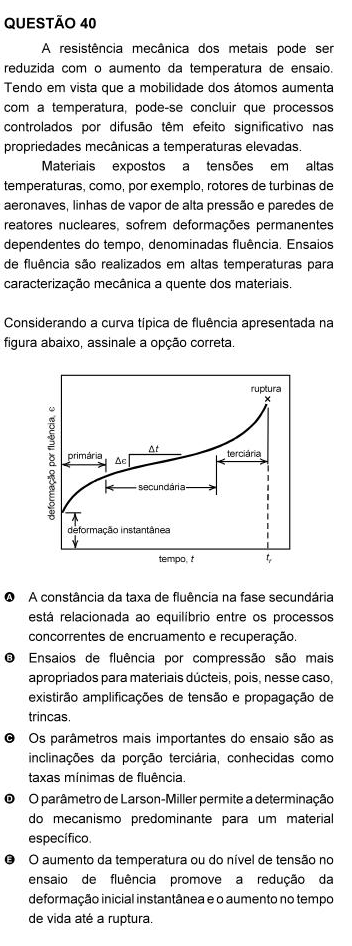 QUESTÃO 40
A resistência mecânica dos metais pode ser
reduzida com o aumento da temperatura de ensaio.
Tendo em vista que a mobilidade dos átomos aumenta
com a temperatura, pode-se concluir que processos
controlados por difusão têm efeito significativo nas
propriedades mecânicas a temperaturas elevadas.
Materiais expostos a tensões em altas
temperaturas, como, por exemplo, rotores de turbinas de
aeronaves, linhas de vapor de alta pressão e paredes de
reatores nucleares, sofrem deformações permanentes
dependentes do tempo, denominadas fluência. Ensaios
de fluência são realizados em altas temperaturas para
caracterização mecânica a quente dos materiais.
Considerando a curva típica de fluência apresentada na
figura abaixo, assinale a opção correta.
ruptura
×
deformação por fluência, ε
primária
Δε
Δt
terciária
secundária
deformação instantânea
tempo, t
tᵣ
A A constância da taxa de fluência na fase secundária
está relacionada ao equilíbrio entre os processos
concorrentes de encruamento e recuperação.
B Ensaios de fluência por compressão são mais
apropriados para materiais dúcteis, pois, nesse caso,
existirão amplificações de tensão e propagação de
trincas.
C Os parâmetros mais importantes do ensaio são as
inclinações da porção terciária, conhecidas como
taxas mínimas de fluência.
D O parâmetro de Larson-Miller permite a determinação
do mecanismo predominante para um material
específico.
E O aumento da temperatura ou do nível de tensão no
ensaio de fluência promove a redução da
deformação inicial instantânea e o aumento no tempo
de vida até a ruptura.